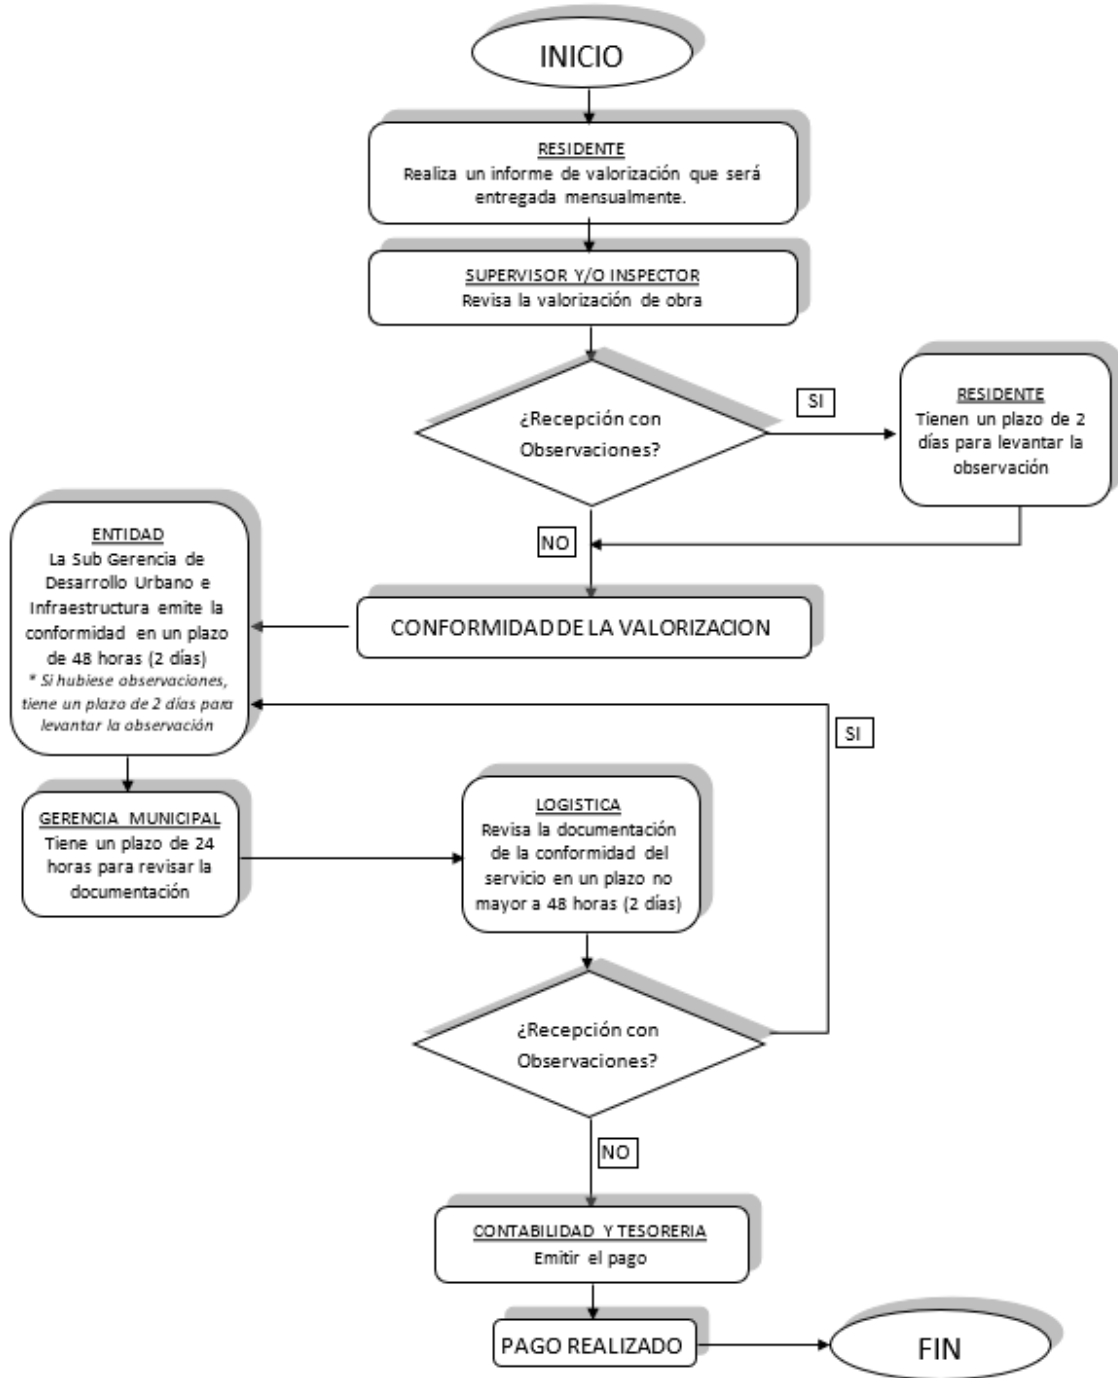 INICIO
RESIDENTE
Realiza un informe de valorización que será
entregada mensualmente.
SUPERVISOR Y/O INSPECTOR
Revisa la valorización de obra
¿Recepción con
Observaciones?
SI
RESIDENTE
Tienen un plazo de 2
días para levantar la
observación
NO
CONFORMIDAD DE LA VALORIZACION
ENTIDAD
La Sub Gerencia de
Desarrollo Urbano e
Infraestructura emite la
conformidad en un plazo
de 48 horas (2 días)
* Si hubiese observaciones,
tiene un plazo de 2 días para
levantar la observación
SI
GERENCIA MUNICIPAL
Tiene un plazo de 24
horas para revisar la
documentación
LOGISTICA
Revisa la documentación
de la conformidad del
servicio en un plazo no
mayor a 48 horas (2 días)
¿Recepción con
Observaciones?
NO
CONTABILIDAD Y TESORERIA
Emitir el pago
PAGO REALIZADO
FIN